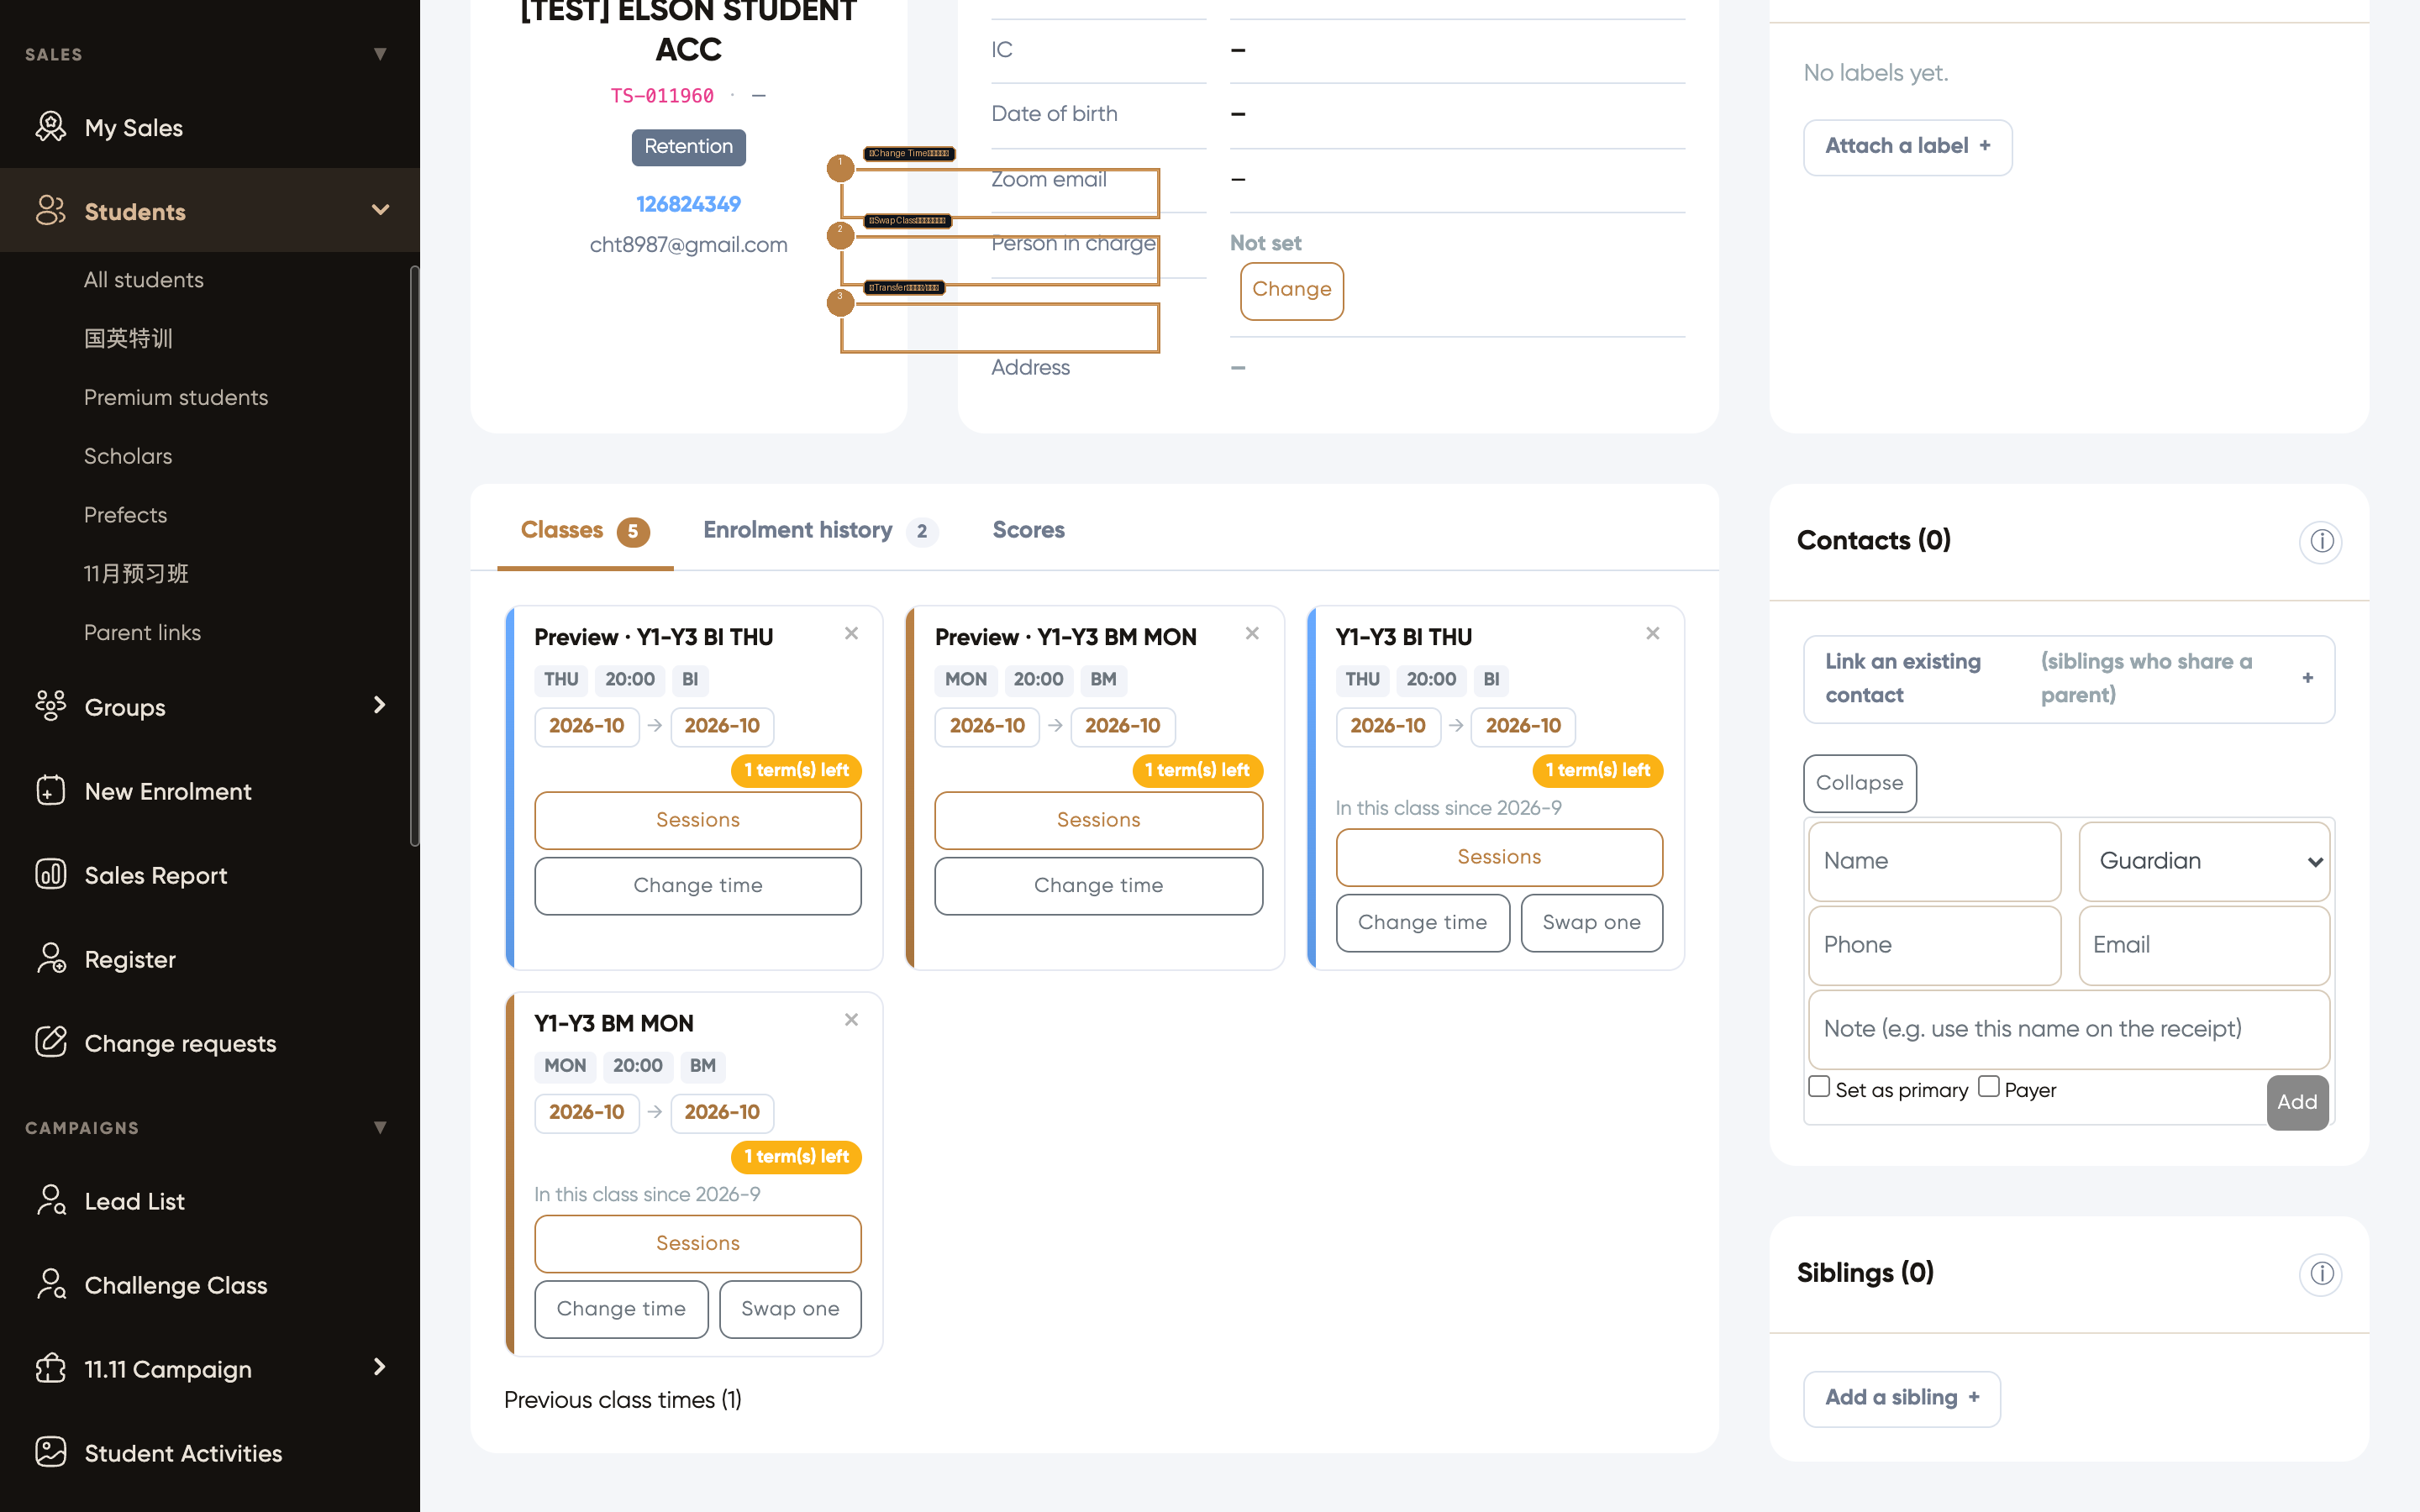 SALES ▼
My Sales
Students
All students
国英特训
Premium students
Scholars
Prefects
11月预习班
Parent links
Groups
New Enrolment
Sales Report
Register
Change requests
CAMPAIGNS ▼
Lead List
Challenge Class
11.11 Campaign
Student Activities
[TEST] ELSON STUDENT
ACC
TS-011960 · —
Retention
126824349
cht8987@gmail.com
1
Change Time
2
Swap Class
3
Transfer
IC —
Date of birth —
Zoom email —
Person in charge Not set
Change
Address —
No labels yet.
Attach a label +
Classes 5 Enrolment history 2 Scores
Preview · Y1-Y3 BI THU ×
THU 20:00 BI
2026-10 → 2026-10
1 term(s) left
Sessions
Change time
Preview · Y1-Y3 BM MON ×
MON 20:00 BM
2026-10 → 2026-10
1 term(s) left
Sessions
Change time
Y1-Y3 BI THU ×
THU 20:00 BI
2026-10 → 2026-10
1 term(s) left
In this class since 2026-9
Sessions
Change time Swap one
Y1-Y3 BM MON ×
MON 20:00 BM
2026-10 → 2026-10
1 term(s) left
In this class since 2026-9
Sessions
Change time Swap one
Previous class times (1)
Contacts (0)
Link an existing contact (siblings who share a parent) +
Collapse
Name Guardian
Phone Email
Note (e.g. use this name on the receipt)
Set as primary Payer Add
Siblings (0)
Add a sibling +